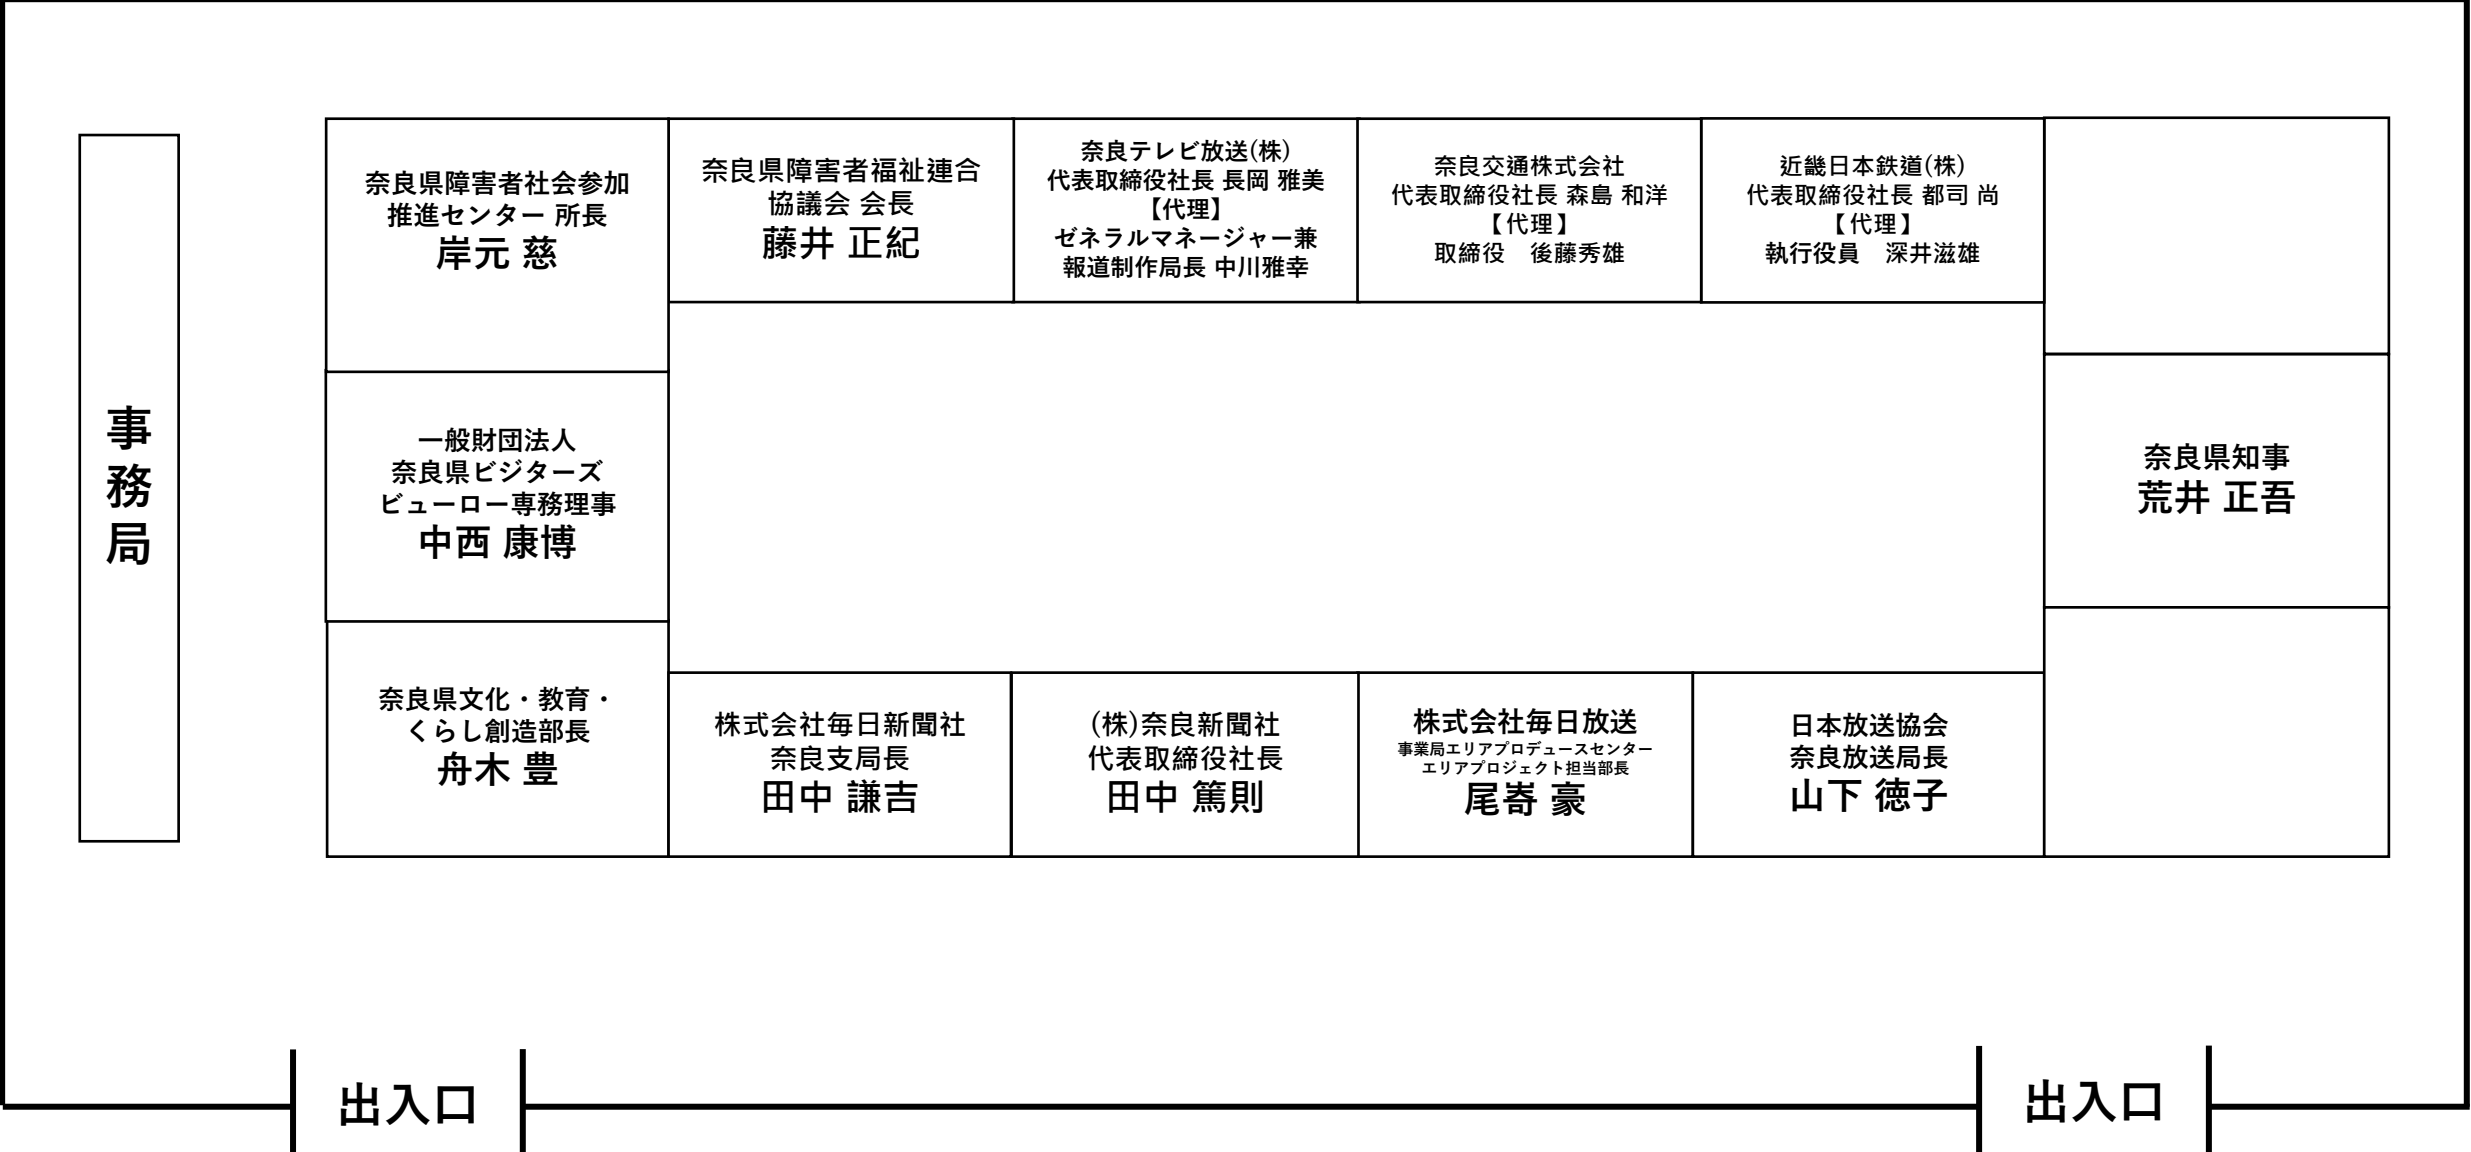 事務局
奈良県障害者社会参加
推進センター 所長
岸元 慈
奈良県障害者福祉連合
協議会 会長
藤井 正紀
奈良テレビ放送(株)
代表取締役社長 長岡 雅美
【代理】
ゼネラルマネージャー兼
報道制作局長 中川雅幸
奈良交通株式会社
代表取締役社長 森島 和洋
【代理】
取締役　後藤秀雄
近畿日本鉄道(株)
代表取締役社長 都司 尚
【代理】
執行役員　深井滋雄
一般財団法人
奈良県ビジターズ
ビューロー専務理事
中西 康博
奈良県知事
荒井 正吾
奈良県文化・教育・
くらし創造部長
舟木 豊
株式会社毎日新聞社
奈良支局長
田中 謙吉
(株)奈良新聞社
代表取締役社長
田中 篤則
株式会社毎日放送
事業局エリアプロデュースセンター
エリアプロジェクト担当部長
尾嵜 豪
日本放送協会
奈良放送局長
山下 徳子
出入口
出入口